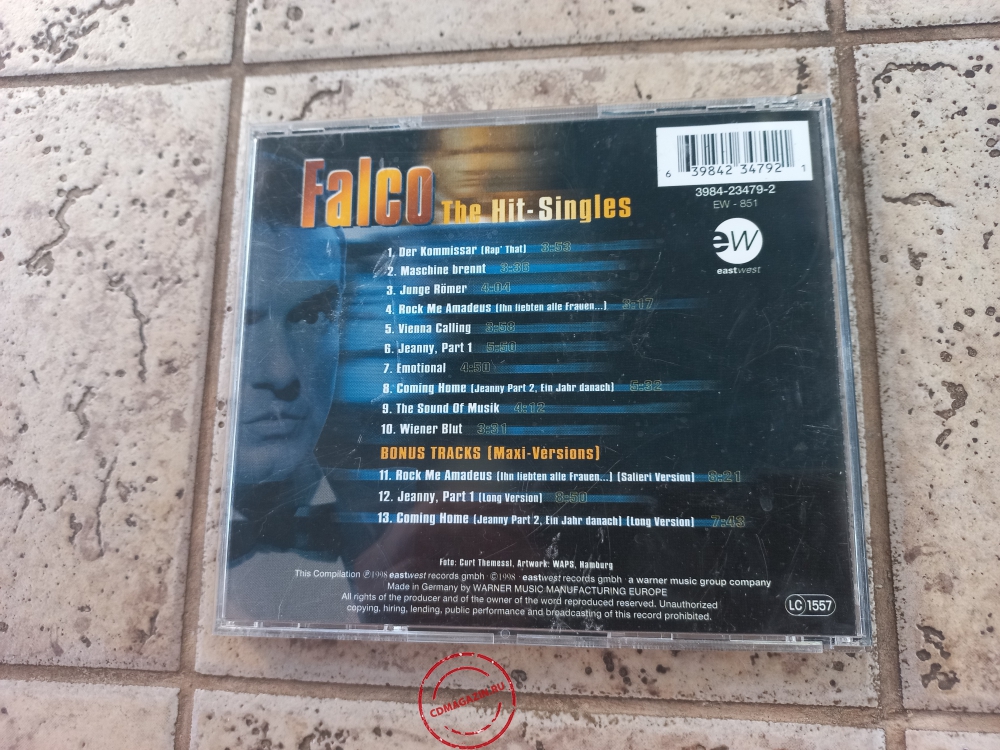 Falco The Hit-Singles
6 39842 34792 1
3984-23479-2
EW - 851
eW
eastwest
1. Der Kommissar (Rap' That) 3:53
2. Maschine brennt 3:36
3. Junge Römer 4:04
4. Rock Me Amadeus (Ihn liebten alle Frauen...) 3:17
5. Vienna Calling 3:58
6. Jeanny, Part 1 5:50
7. Emotional 4:50
8. Coming Home (Jeanny Part 2, Ein Jahr danach) 5:32
9. The Sound Of Musik 4:12
10. Wiener Blut 3:31
BONUS TRACKS (Maxi-Vèrsions)
11. Rock Me Amadeus (Ihn liebten alle Frauen...) (Salieri Version) 8:21
12. Jeanny, Part 1 (Long Version) 8:50
13. Coming Home (Jeanny Part 2, Ein Jahr danach) (Long Version) 7:43
Foto: Curt Themessl, Artwork: WAPS, Hamburg
This Compilation ℗1998 eastwest records gmbh · ©1998 · eastwest records gmbh · a warner music group company
Made in Germany by WARNER MUSIC MANUFACTURING EUROPE
All rights of the producer and of the owner of the word reproduced reserved. Unauthorized
copying, hiring, lending, public performance and broadcasting of this record prohibited.
LC 1557
CDMAGAZIN.RU